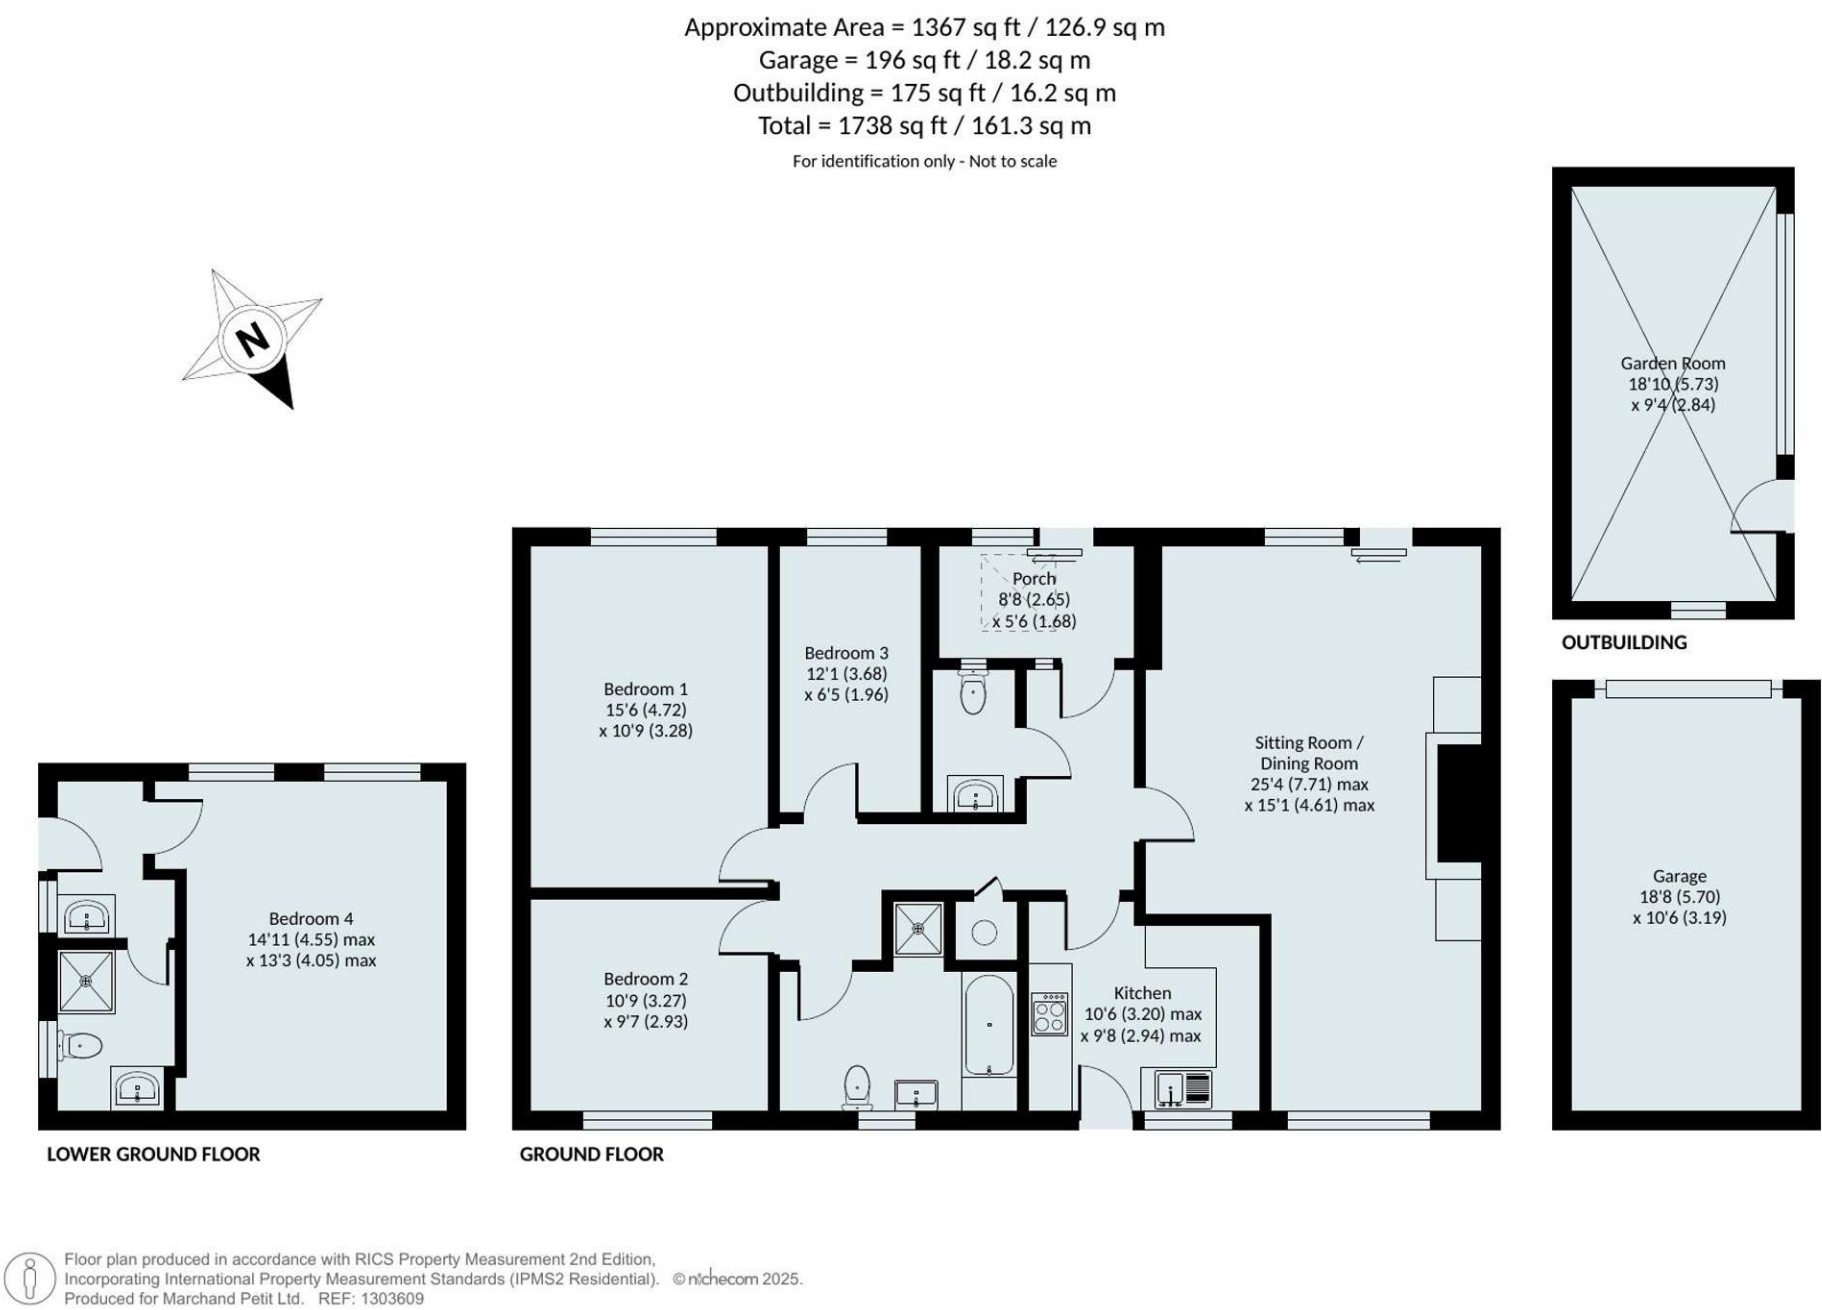 Approximate Area = 1367 sq ft / 126.9 sq m
Garage = 196 sq ft / 18.2 sq m
Outbuilding = 175 sq ft / 16.2 sq m
Total = 1738 sq ft / 161.3 sq m
For identification only - Not to scale
N
Garden Room
18'10 (5.73)
x 9'4 (2.84)
OUTBUILDING
Porch
8'8 (2.65)
x 5'6 (1.68)
Bedroom 3
12'1 (3.68)
x 6'5 (1.96)
Bedroom 1
15'6 (4.72)
x 10'9 (3.28)
Sitting Room /
Dining Room
25'4 (7.71) max
x 15'1 (4.61) max
Garage
18'8 (5.70)
x 10'6 (3.19)
Bedroom 4
14'11 (4.55) max
x 13'3 (4.05) max
Bedroom 2
10'9 (3.27)
x 9'7 (2.93)
Kitchen
10'6 (3.20) max
x 9'8 (2.94) max
LOWER GROUND FLOOR
GROUND FLOOR
Floor plan produced in accordance with RICS Property Measurement 2nd Edition,
Incorporating International Property Measurement Standards (IPMS2 Residential). © nichecom 2025.
Produced for Marchand Petit Ltd. REF: 1303609